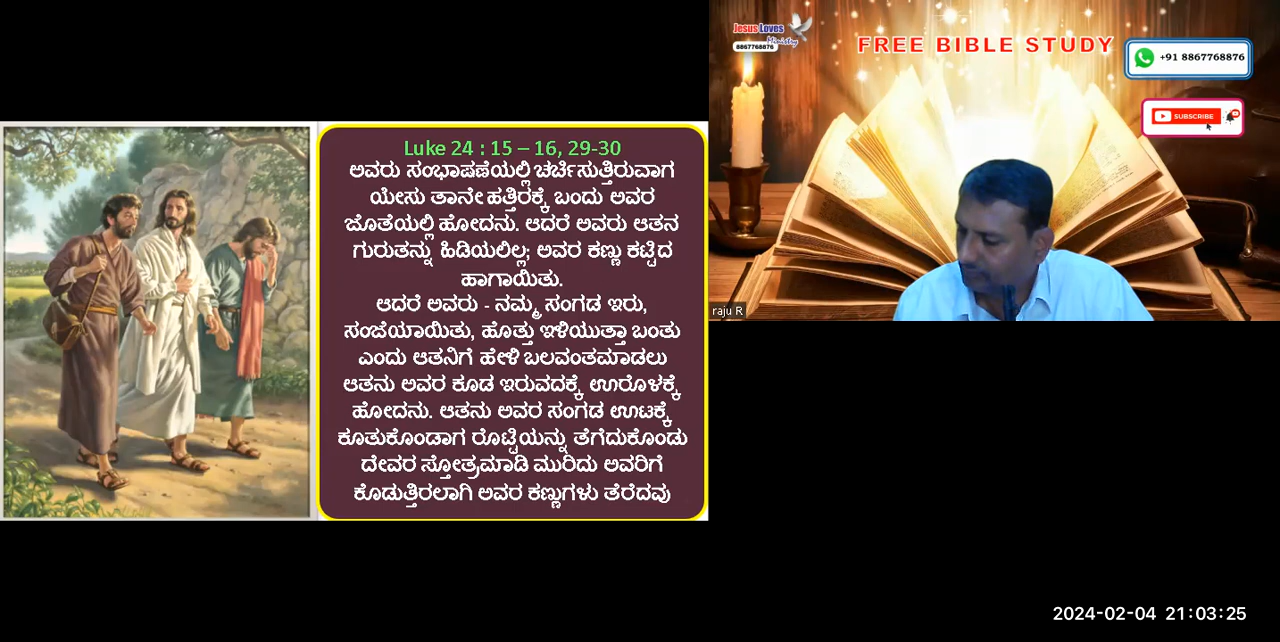 Luke 24 : 15 – 16, 29-30
ಅವರು ಸಂಭಾಷಣೆಯಲ್ಲಿ ಚರ್ಚಿಸುತ್ತಿರುವಾಗ
ಯೇಸು ತಾನೇ ಹತ್ತಿರಕ್ಕೆ ಬಂದು ಅವರ
ಜೊತೆಯಲ್ಲಿ ಹೋದನು. ಆದರೆ ಅವರು ಆತನ
ಗುರುತನ್ನು ಹಿಡಿಯಲಿಲ್ಲ; ಅವರ ಕಣ್ಣು ಕಟ್ಟಿದ
ಹಾಗಾಯಿತು.
ಆದರೆ ಅವರು - ನಮ್ಮ ಸಂಗಡ ಇರು,
ಸಂಜೆಯಾಯಿತು, ಹೊತ್ತು ಇಳಿಯುತ್ತಾ ಬಂತು
ಎಂದು ಆತನಿಗೆ ಹೇಳಿ ಬಲವಂತಮಾಡಲು
ಆತನು ಅವರ ಕೂಡ ಇರುವದಕ್ಕೆ ಊರೊಳಕ್ಕೆ
ಹೋದನು. ಆತನು ಅವರ ಸಂಗಡ ಊಟಕ್ಕೆ
ಕೂತುಕೊಂಡಾಗ ರೊಟ್ಟಿಯನ್ನು ತೆಗೆದುಕೊಂಡು
ದೇವರ ಸ್ತೋತ್ರಮಾಡಿ ಮುರಿದು ಅವರಿಗೆ
ಕೊಡುತ್ತಿರಲಾಗಿ ಅವರ ಕಣ್ಣುಗಳು ತೆರೆದವು
Jesus Loves
Ministry
8867768876
FREE BIBLE STUDY
+91 8867768876
SUBSCRIBE
raju R
2024-02-04 21:03:25